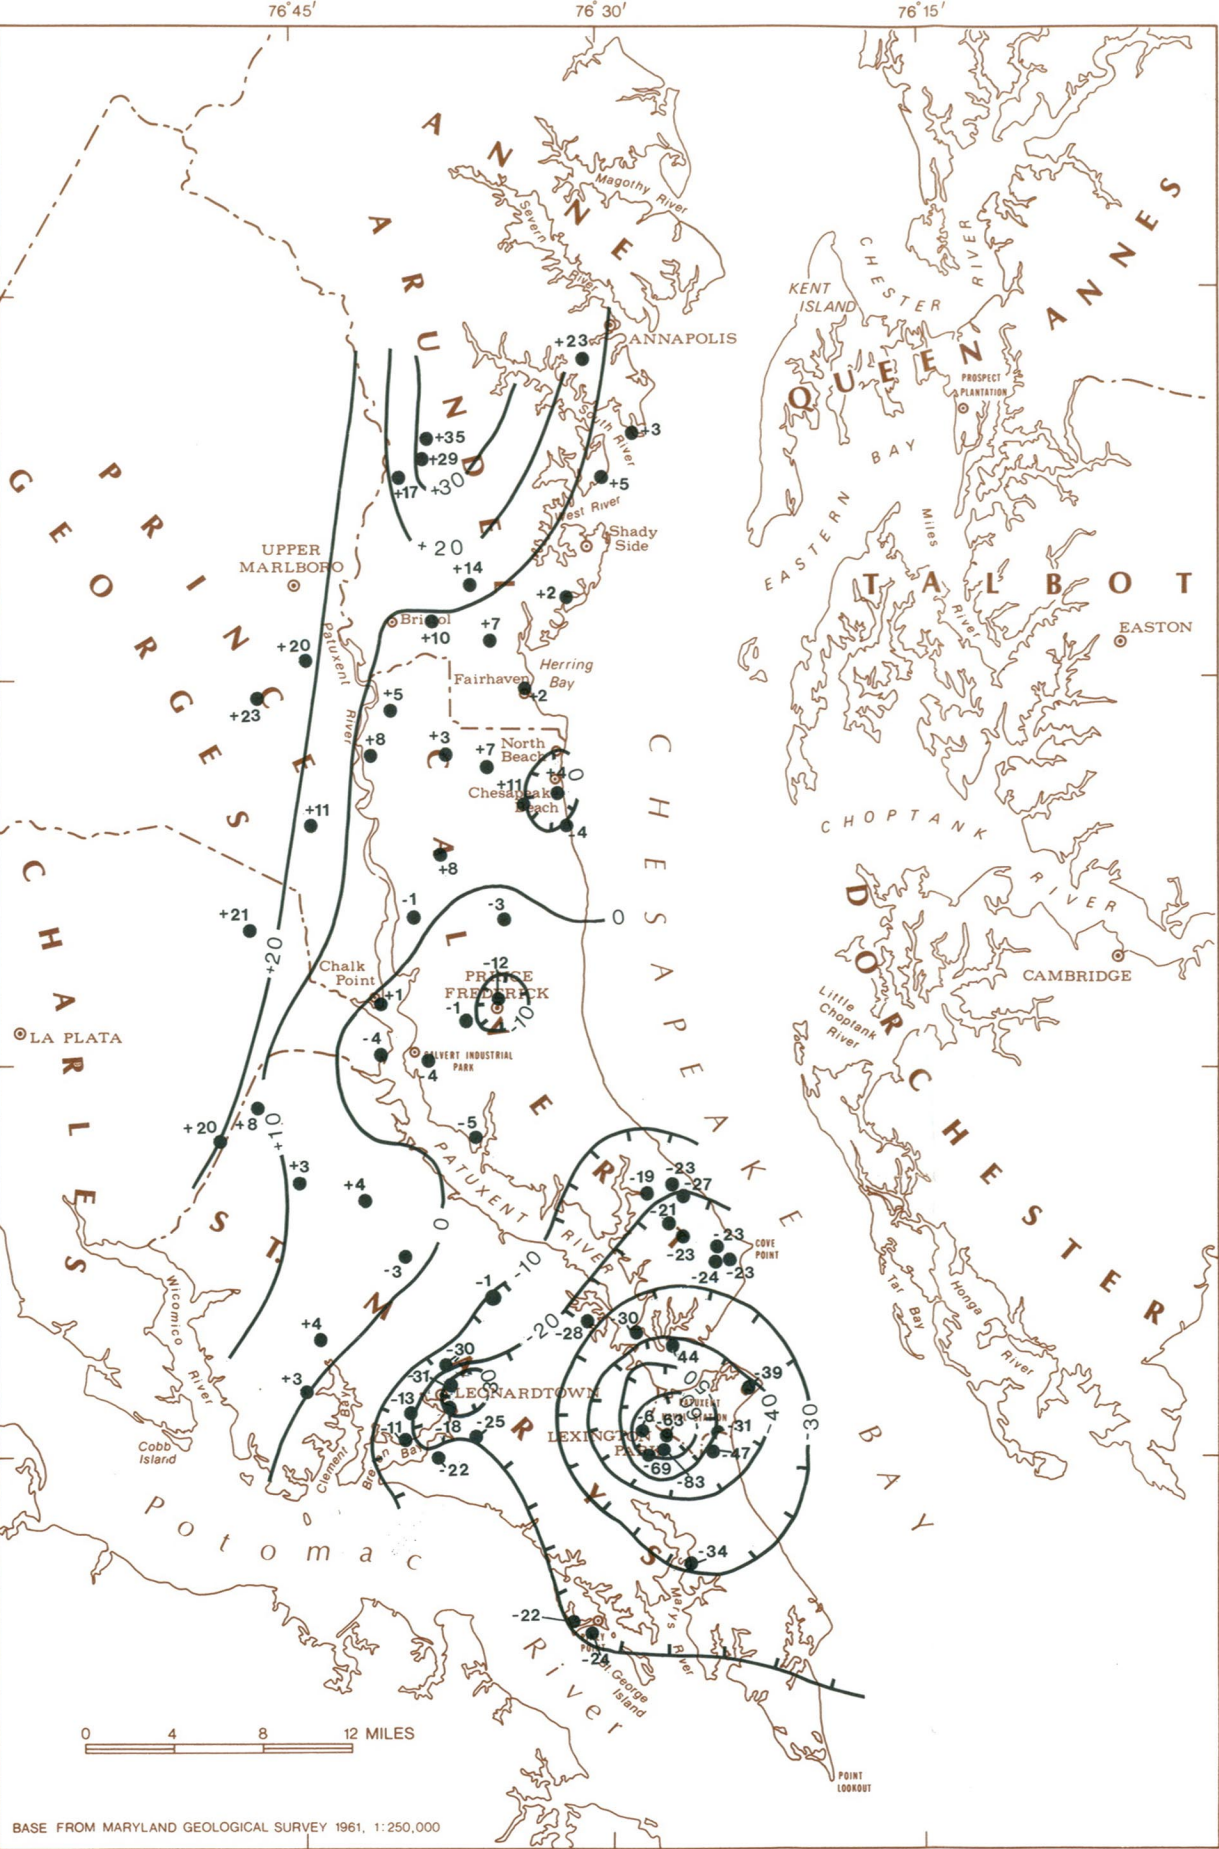 76° 45'
76° 30'
76° 15'
ANNE
ARUNDEL
Magothy
River
Severn
River
KENT
ISLAND
CHESTER
RIVER
QUEEN ANNES
ANNAPOLIS
+23
PROSPECT
PLANTATION
South River
+3
+35
+29
+30
+17
+5
EASTERN
BAY
West River
Shady
Side
Miles
River
PRINCE
GEORGES
UPPER
MARLBORO
+20
+14
+2
TALBOT
EASTON
Bristol
+10
+7
Patuxent
River
+20
+23
Herring
Bay
Fairhaven
+2
+5
+8
+3
+7
North
Beach
+4
0
+11
Chesapeake
Beach
-4
+11
+8
CHOPTANK
RIVER
CHARLES
CALVERT
CHESAPEAKE
BAY
DORCHESTER
+21
+20
-1
-3
0
Chalk
Point
+1
-12
PRINCE
FREDERICK
-1
-10
CAMBRIDGE
Little
Choptank
River
LA PLATA
-4
CALVERT INDUSTRIAL
PARK
-4
+20
+8
+10
-5
PATUXENT
RIVER
+3
+4
0
-19
-23
-27
-21
-23
-23
-24
-23
COVE
POINT
ST. MARYS
-3
-1
-10
-20
-28
-30
Tar Bay
Honga
River
Wicomico
River
+4
-30
-44
-39
+3
-31
LEONARDTOWN
-13
-11
-18
-25
-22
PATUXENT
LEXINGTON
PARK
-63
-31
-47
-69
-83
-40
-30
Cobb
Island
Clement
Bay
Breton Bay
0
Potomac
River
-34
-22
-24
St. George
Island
Marys
River
0 4 8 12 MILES
POINT
LOOKOUT
BASE FROM MARYLAND GEOLOGICAL SURVEY 1961, 1:250,000